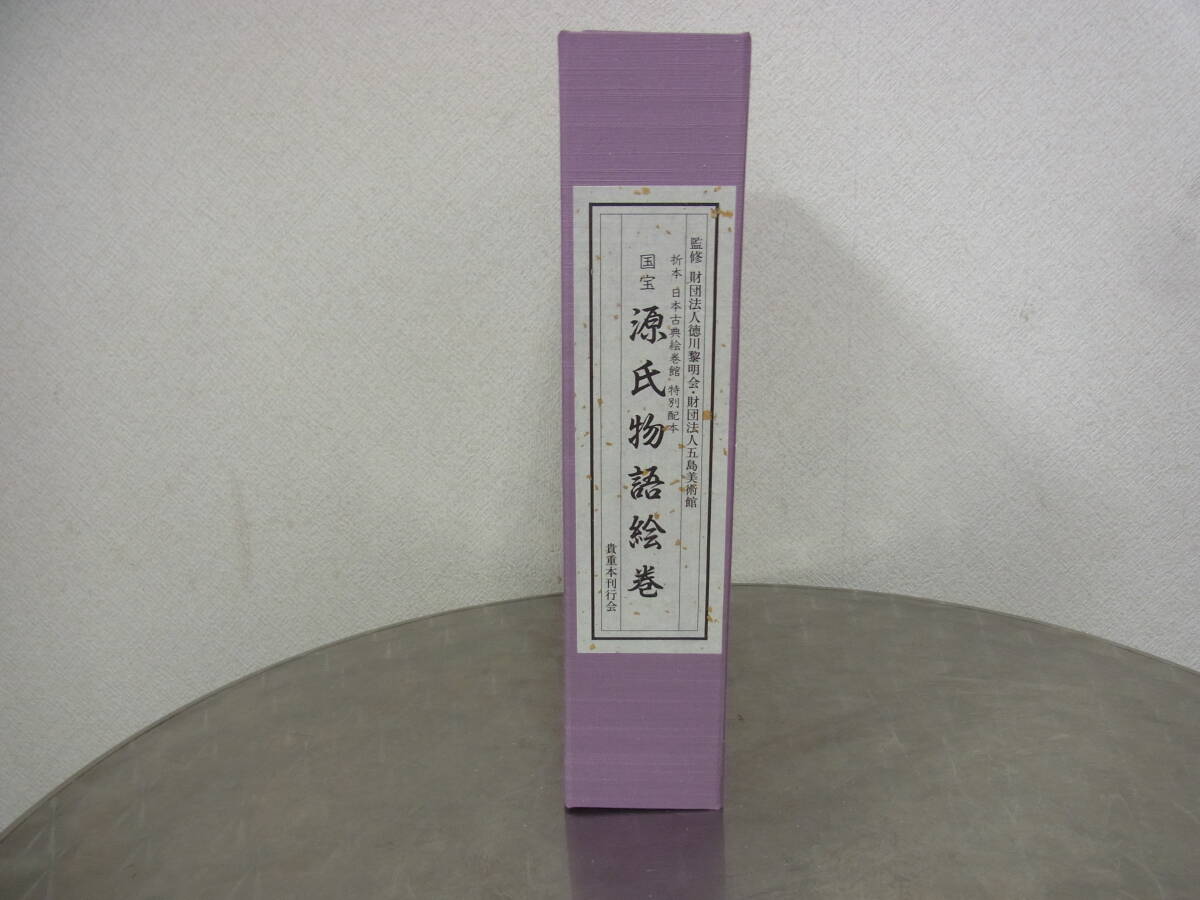 監修 財団法人徳川黎明会・財団法人五島美術館
折本 日本古典絵巻館 特別配本
国宝 源氏物語絵巻
貴重本刊行会